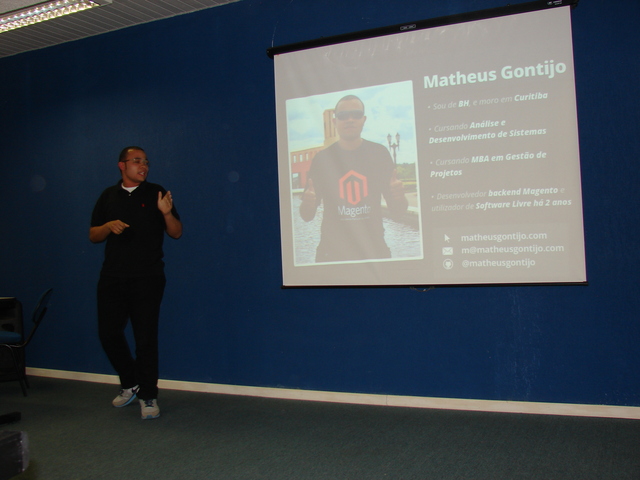 Matheus Gontijo
• Sou de BH, e moro em Curitiba
• Cursando Análise e
Desenvolvimento de Sistemas
• Cursando MBA em Gestão de
Projetos
• Desenvolvedor backend Magento e
utilizador de Software Livre há 2 anos
Magento
matheusgontijo.com
m@matheusgontijo.com
@matheusgontijo